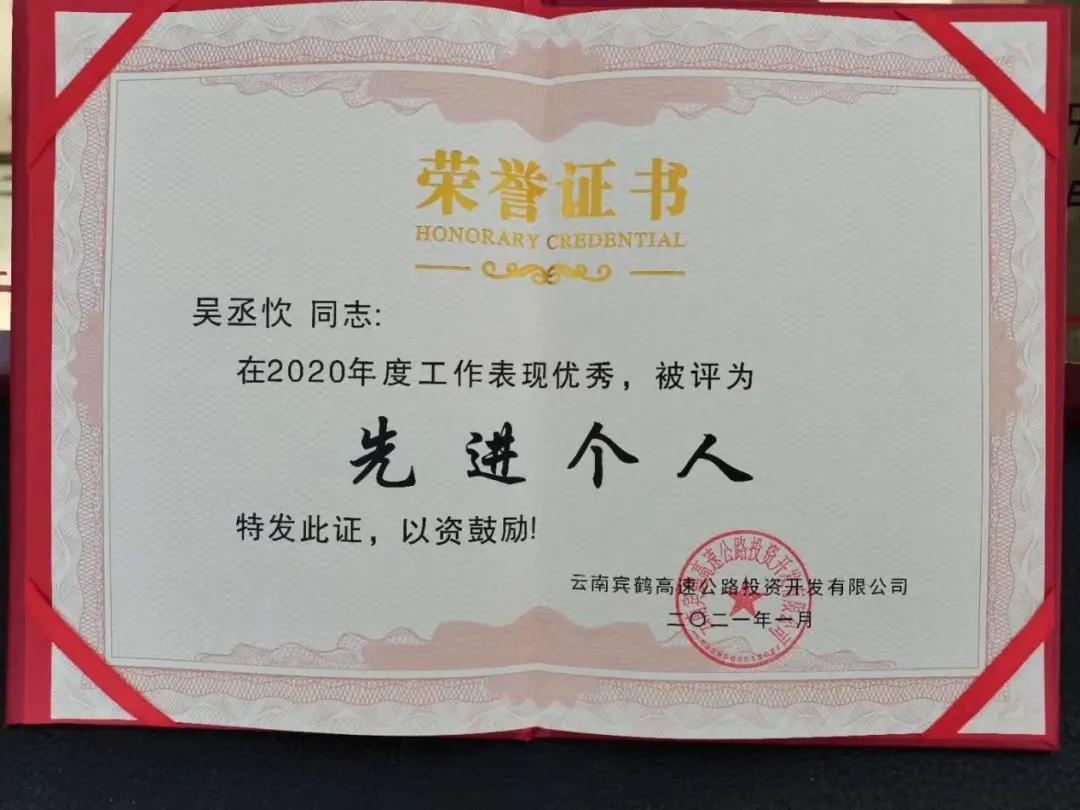 荣誉证书
HONORARY CREDENTIAL
吴丞忺 同志:
在2020年度工作表现优秀，被评为
先进个人
特发此证，以资鼓励!
云南宾鹤高速公路投资开发有限公司
二〇二一年一月